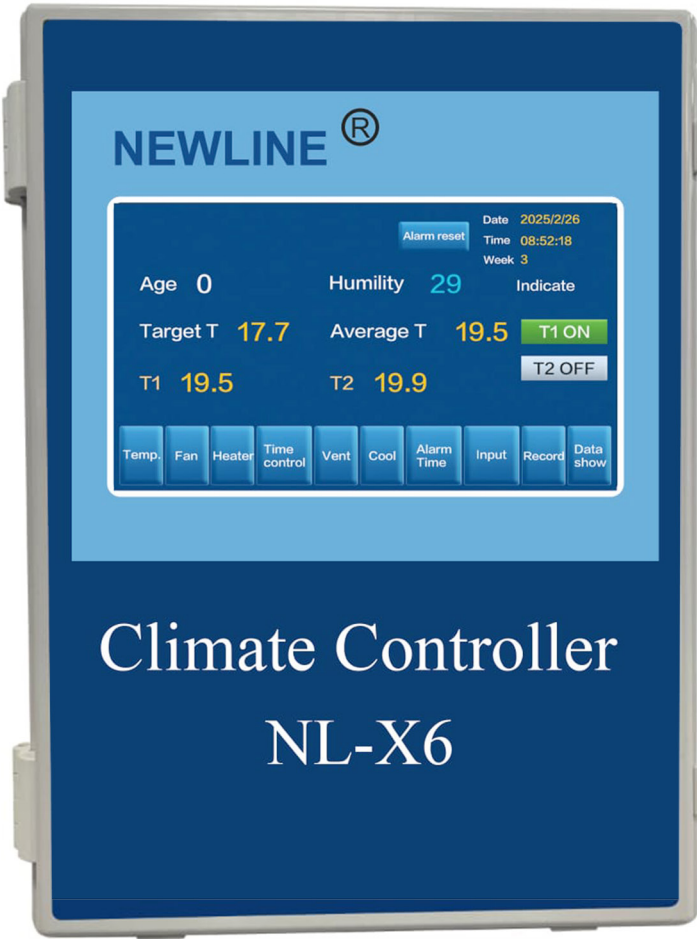 NEWLINE ®
Date 2025/2/26
Alarm reset Time 08:52:18
Week 3
Age 0 Humility 29 Indicate
Target T 17.7 Average T 19.5 T1 ON
T2 OFF
T1 19.5 T2 19.9
Temp. Fan Heater Time control Vent Cool Alarm Time Input Record Data show
Climate Controller
NL-X6